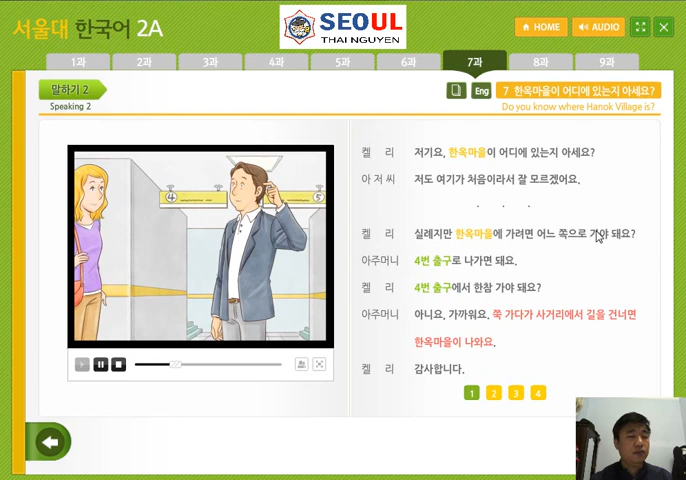 서울대 한국어 2A
SEOUL
THAI NGUYEN
HOME
AUDIO
1과 2과 3과 4과 5과 6과 7과 8과 9과
말하기 2
Speaking 2
Eng
7 한옥마을이 어디에 있는지 아세요?
Do you know where Hanok Village is?
켈 리 저기요, 한옥마을이 어디에 있는지 아세요?
아 저 씨 저도 여기가 처음이라서 잘 모르겠어요.
. . .
켈 리 실례지만 한옥마을에 가려면 어느 쪽으로 가야 돼요?
아주머니 4번 출구로 나가면 돼요.
켈 리 4번 출구에서 한참 가야 돼요?
아주머니 아니요, 가까워요. 쭉 가다가 사거리에서 길을 건너면
한옥마을이 나와요.
켈 리 감사합니다.
4 5
1 2 3 4